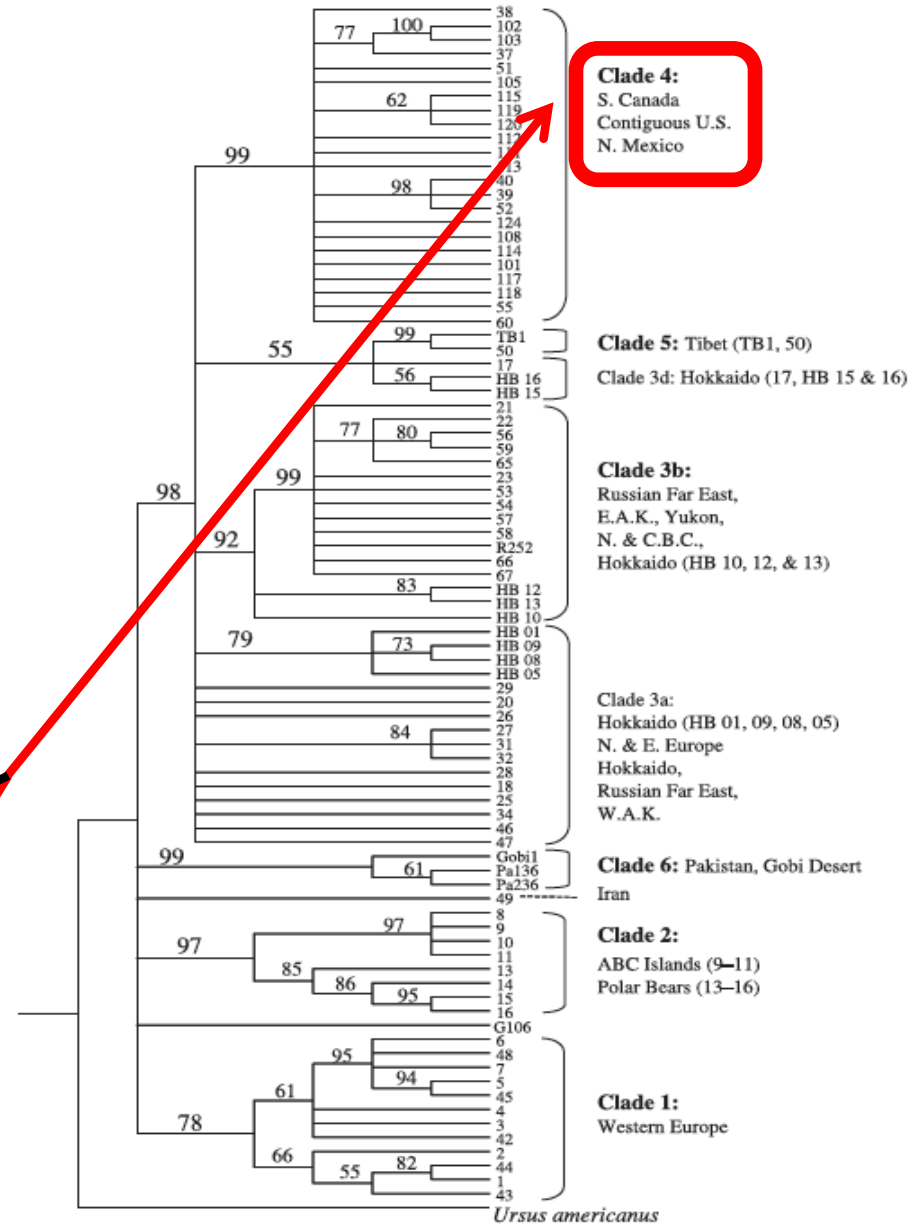 38
100
102
77
103
37
51
105
115
62
119
120
112
99
40
98
39
52
124
108
114
101
117
118
55
60
Clade 4:
S. Canada
Contiguous U.S.
N. Mexico
99
TB1
55
50
17
56
HB 16
HB 15
Clade 5: Tibet (TB1, 50)
Clade 3d: Hokkaido (17, HB 15 & 16)
21
22
77
80
56
59
65
99
23
53
98
54
57
58
92
R252
66
67
83
HB 12
HB 13
HB 10
Clade 3b:
Russian Far East,
E.A.K., Yukon,
N. & C.B.C.,
Hokkaido (HB 10, 12, & 13)
79
HB 01
73
HB 09
HB 08
HB 05
29
20
26
84
27
31
32
28
18
25
34
46
47
Clade 3a:
Hokkaido (HB 01, 09, 08, 05)
N. & E. Europe
Hokkaido,
Russian Far East,
W.A.K.
99
Gobi1
61
Pa136
Pa236
49
Clade 6: Pakistan, Gobi Desert
Iran
8
97
9
97
10
11
85
13
86
14
95
15
16
Clade 2:
ABC Islands (9–11)
Polar Bears (13–16)
G106
6
95
48
7
94
5
61
45
4
78
3
42
66
2
82
44
55
1
43
Clade 1:
Western Europe
Ursus americanus